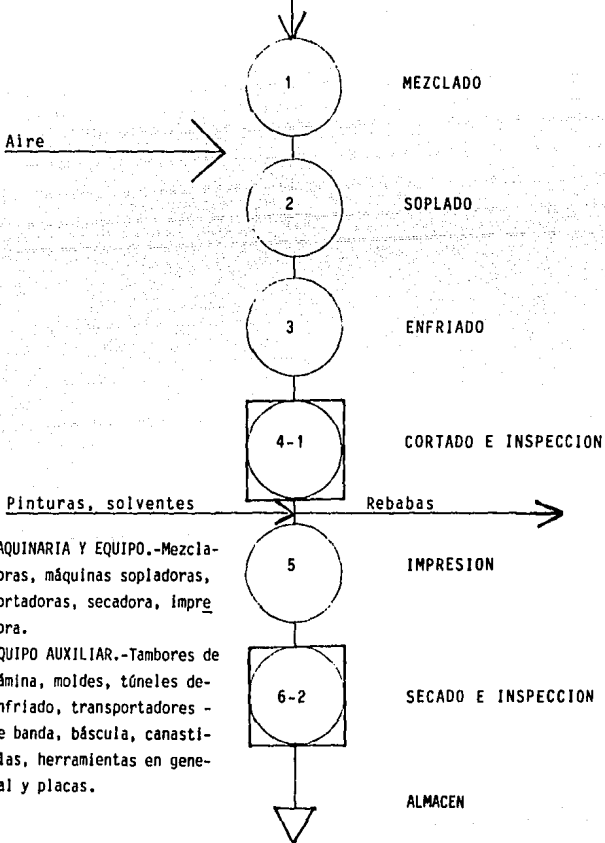 1 MEZCLADO
Aire
2 SOPLADO
3 ENFRIADO
4-1 CORTADO E INSPECCION
Pinturas, solventes Rebabas
5 IMPRESION
AQUINARIA Y EQUIPO.-Mezcla-
oras, máquinas sopladoras,
ortadoras, secadora, impre
ora.
QUIPO AUXILIAR.-Tambores de
ámina, moldes, túneles de-
nfriado, transportadores -
e banda, báscula, canasti-
las, herramientas en gene-
al y placas.
6-2 SECADO E INSPECCION
ALMACEN